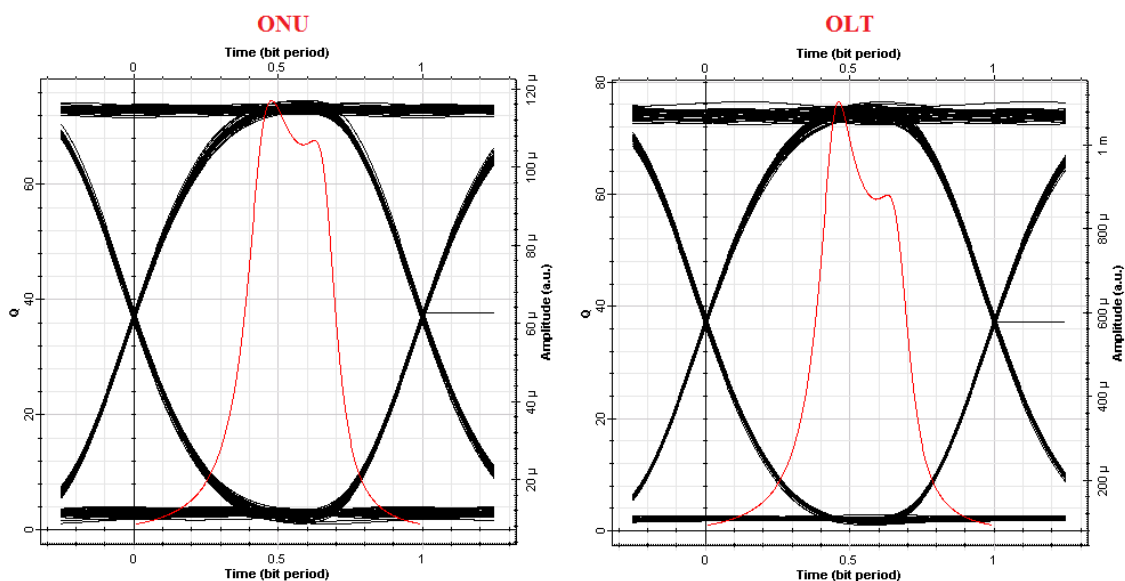 ONU
Time (bit period)
0 0.5 1
Q
0
20
40
60
Amplitude (a.u.)
20 µ
40 µ
60 µ
80 µ
100 µ
120 µ
0 0.5 1
Time (bit period)
OLT
Time (bit period)
0 0.5 1
Q
0
20
40
60
80
Amplitude (a.u.)
200 µ
400 µ
600 µ
800 µ
1 m
0 0.5 1
Time (bit period)